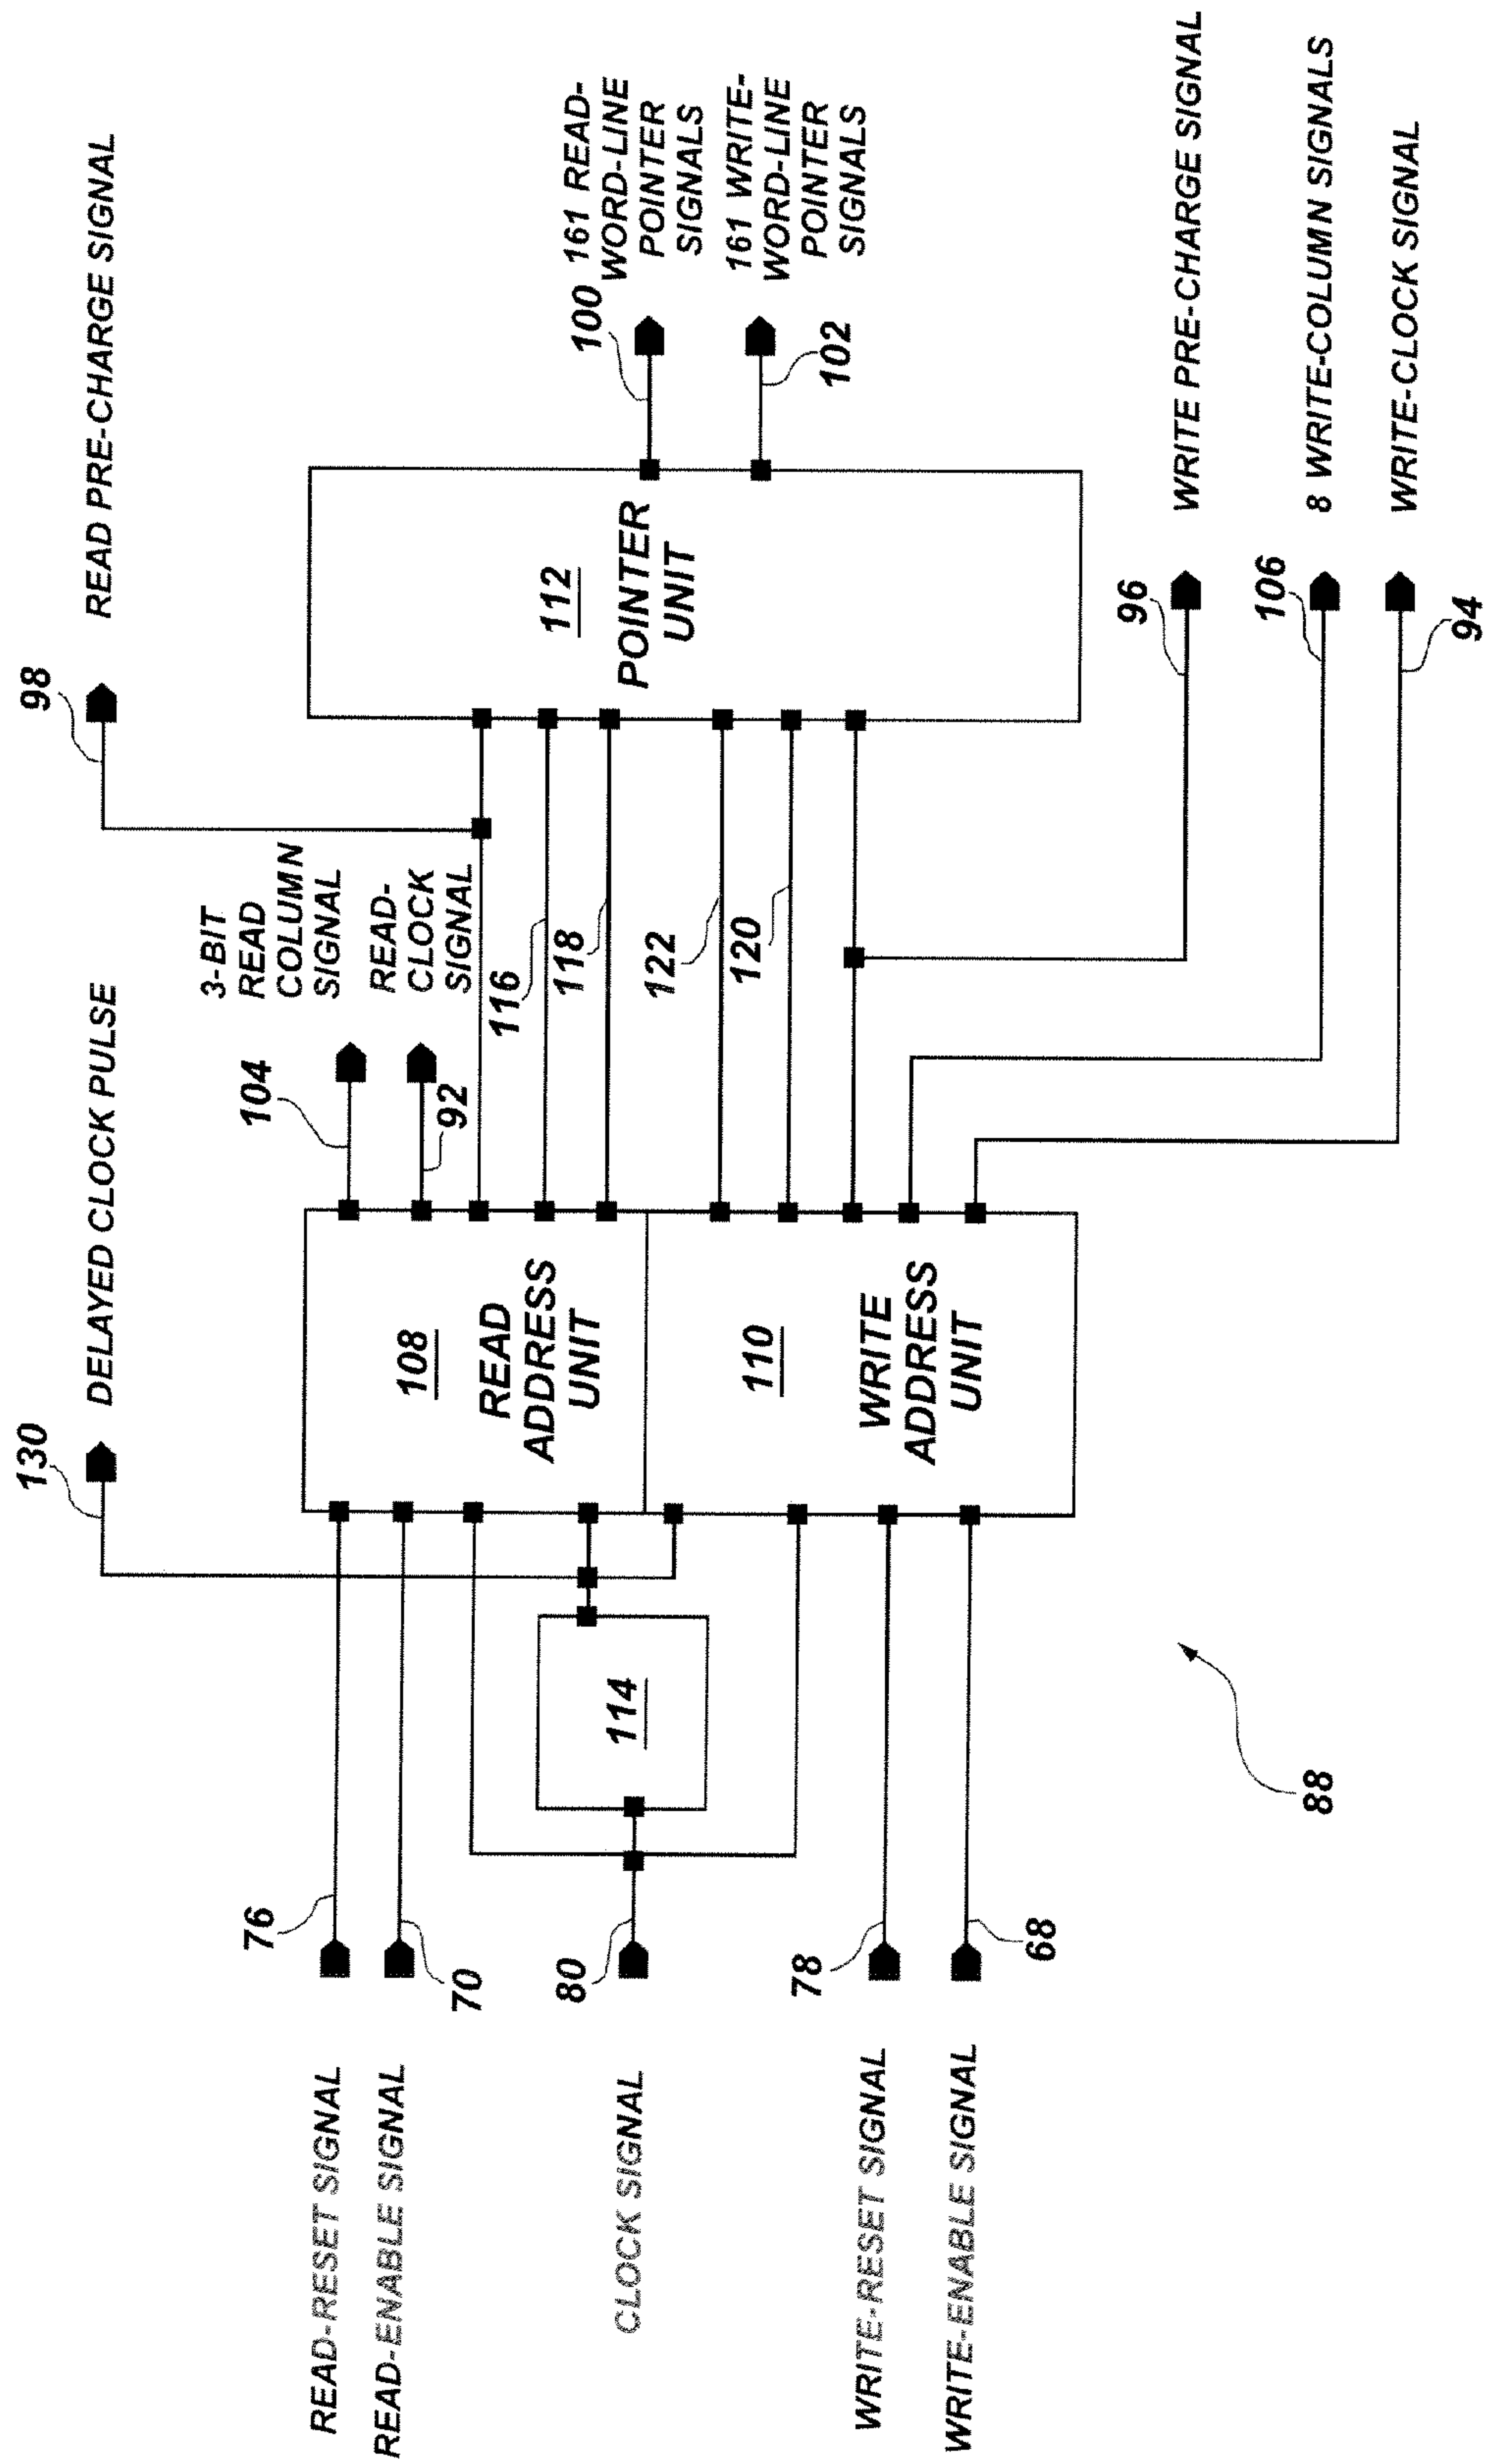 130
DELAYED CLOCK PULSE
98
READ PRE-CHARGE SIGNAL
104
3-BIT
READ
COLUMN
SIGNAL
92
READ-
CLOCK
SIGNAL
READ-RESET SIGNAL
76
READ-ENABLE SIGNAL
70
CLOCK SIGNAL
80
114
WRITE-RESET SIGNAL
78
WRITE-ENABLE SIGNAL
68
108
READ
ADDRESS
UNIT
110
WRITE
ADDRESS
UNIT
116
118
122
120
112
POINTER
UNIT
100
161 READ-
WORD-LINE
POINTER
SIGNALS
102
161 WRITE-
WORD-LINE
POINTER
SIGNALS
96
WRITE PRE-CHARGE SIGNAL
106
8 WRITE-COLUMN SIGNALS
94
WRITE-CLOCK SIGNAL
88